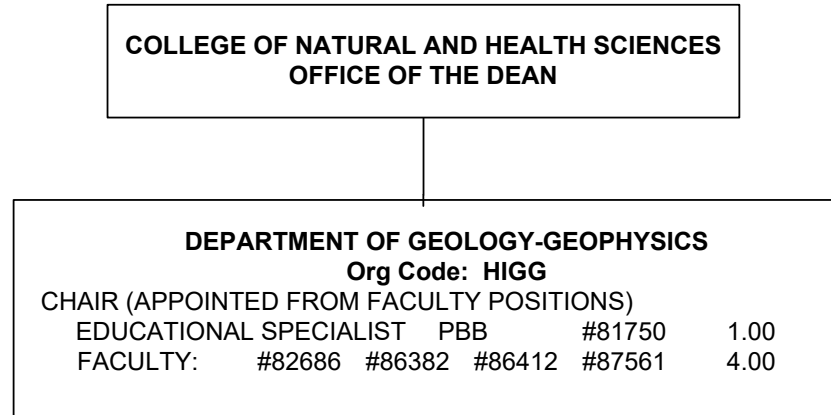 COLLEGE OF NATURAL AND HEALTH SCIENCES
OFFICE OF THE DEAN
DEPARTMENT OF GEOLOGY-GEOPHYSICS
Org Code: HIGG
CHAIR (APPOINTED FROM FACULTY POSITIONS)
EDUCATIONAL SPECIALIST PBB #81750 1.00
FACULTY: #82686 #86382 #86412 #87561 4.00